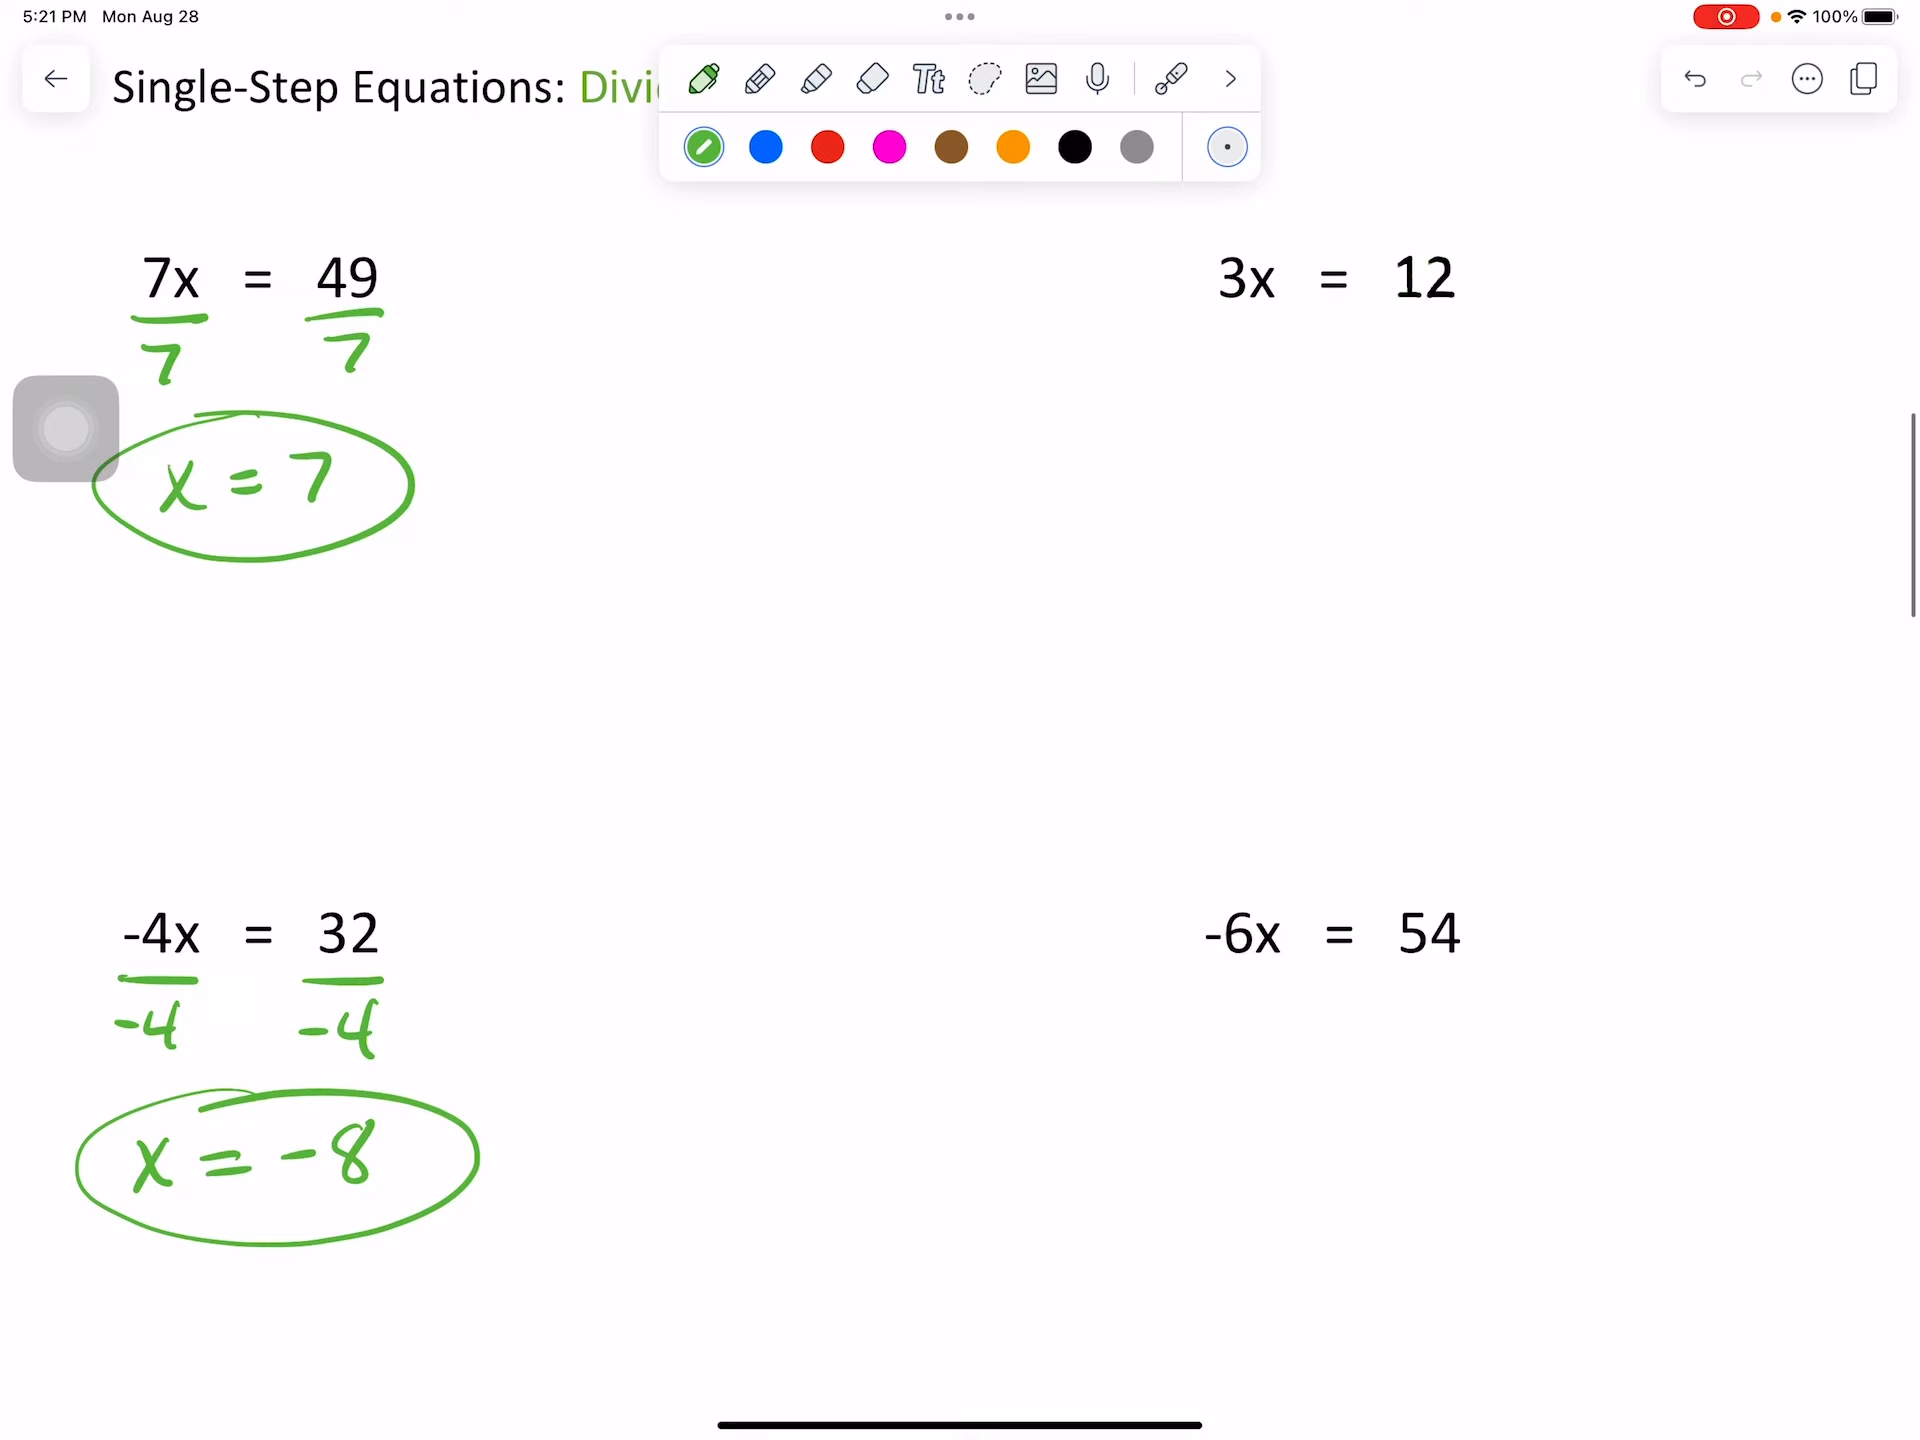 5:21 PM Mon Aug 28
100%
Single-Step Equations:
Tt
7x = 49
7 7
x = 7
3x = 12
-4x = 32
-4 -4
x = -8
-6x = 54